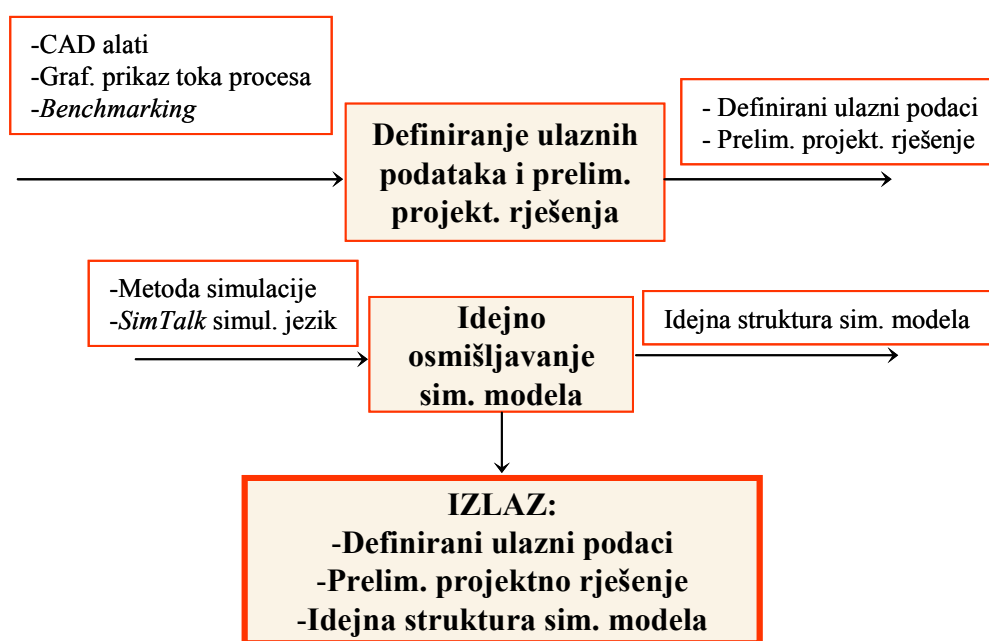 -CAD alati
-Graf. prikaz toka procesa
-Benchmarking
Definiranje ulaznih
podataka i prelim.
projekt. rješenja
- Definirani ulazni podaci
- Prelim. projekt. rješenje
-Metoda simulacije
-SimTalk simul. jezik
Idejno
osmišljavanje
sim. modela
Idejna struktura sim. modela
IZLAZ:
-Definirani ulazni podaci
-Prelim. projektno rješenje
-Idejna struktura sim. modela